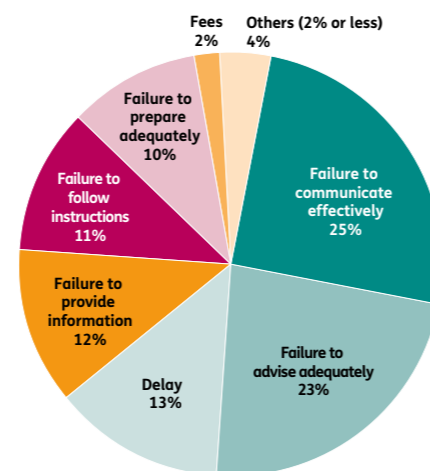 Fees
2%
Others (2% or less)
4%
Failure to
communicate
effectively
25%
Failure to
advise adequately
23%
Delay
13%
Failure to
provide
information
12%
Failure to
follow
instructions
11%
Failure to
prepare
adequately
10%